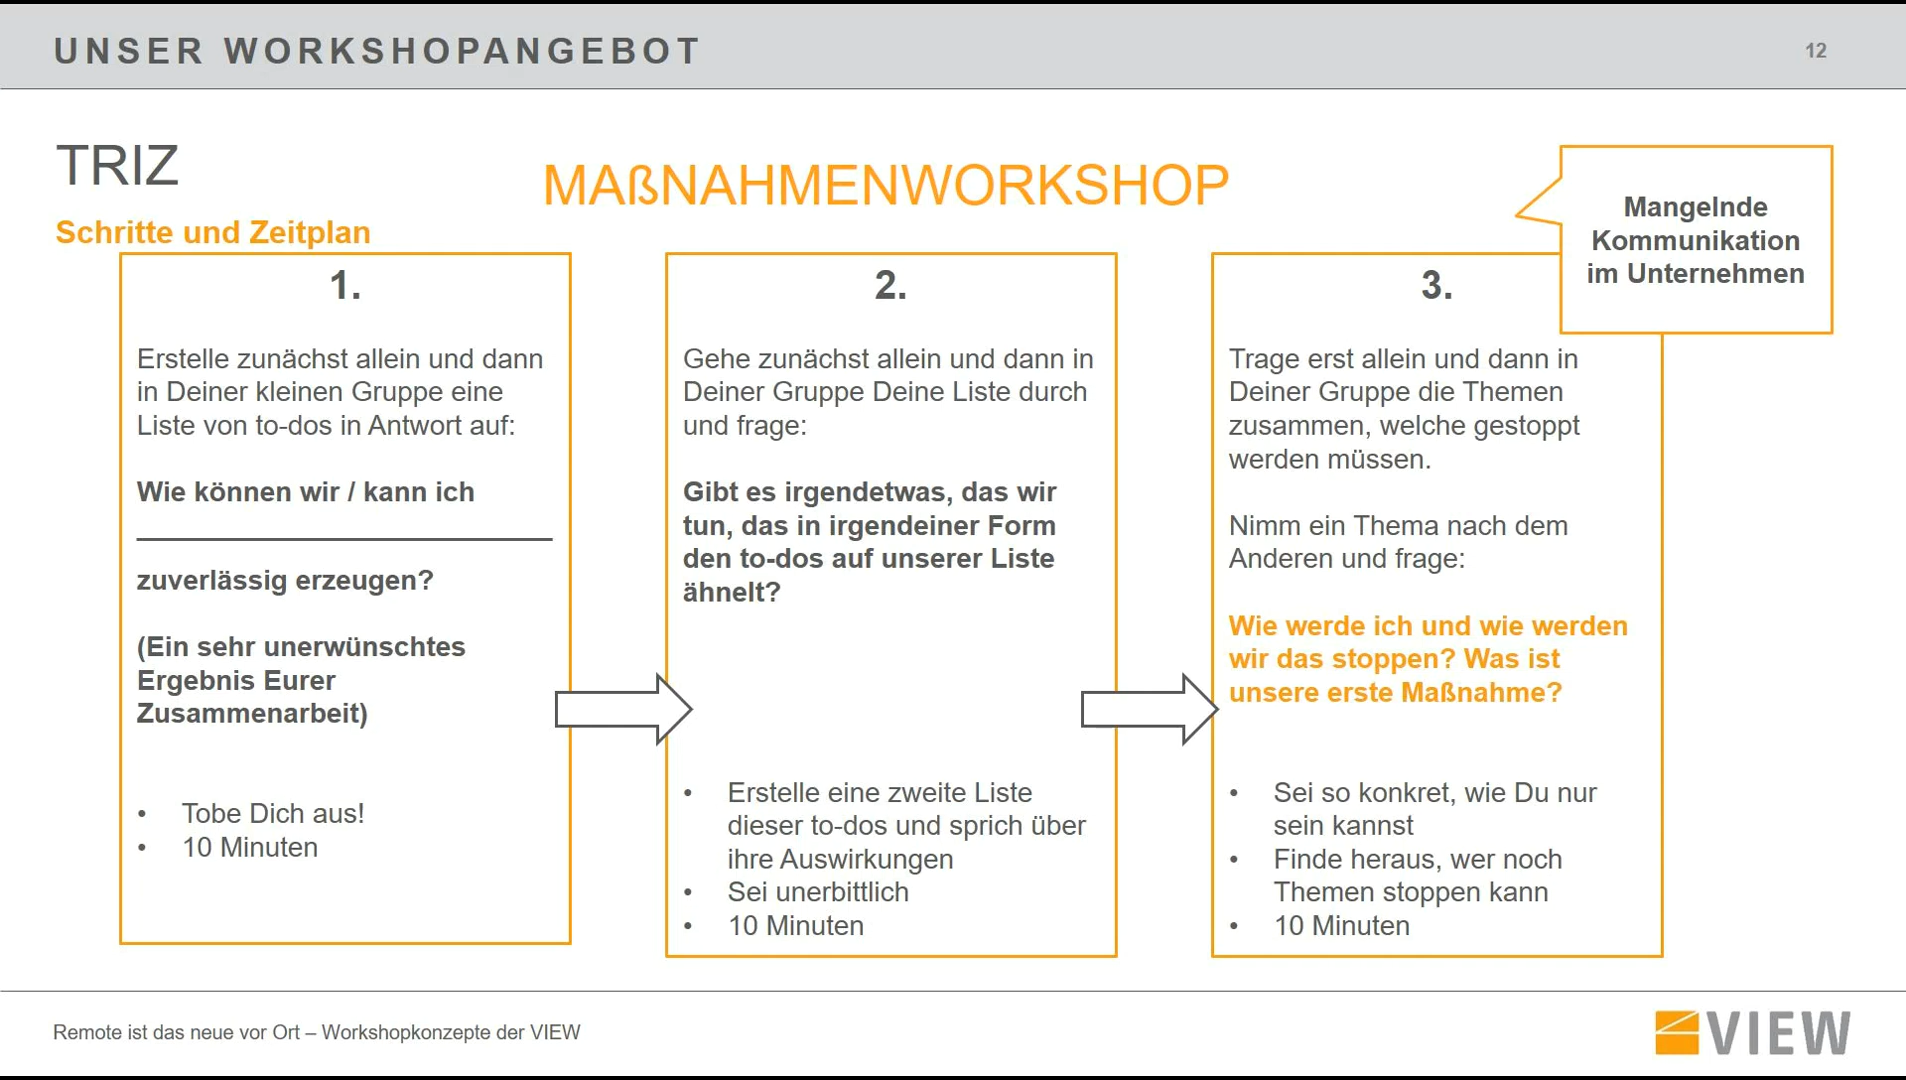 UNSER WORKSHOPANGEBOT
12
TRIZ
MAßNAHMENWORKSHOP
Schritte und Zeitplan
Mangelnde
Kommunikation
im Unternehmen
1.
Erstelle zunächst allein und dann
in Deiner kleinen Gruppe eine
Liste von to-dos in Antwort auf:
Wie können wir / kann ich
zuverlässig erzeugen?
(Ein sehr unerwünschtes
Ergebnis Eurer
Zusammenarbeit)
• Tobe Dich aus!
• 10 Minuten
2.
Gehe zunächst allein und dann in
Deiner Gruppe Deine Liste durch
und frage:
Gibt es irgendetwas, das wir
tun, das in irgendeiner Form
den to-dos auf unserer Liste
ähnelt?
• Erstelle eine zweite Liste
dieser to-dos und sprich über
ihre Auswirkungen
• Sei unerbittlich
• 10 Minuten
3.
Trage erst allein und dann in
Deiner Gruppe die Themen
zusammen, welche gestoppt
werden müssen.
Nimm ein Thema nach dem
Anderen und frage:
Wie werde ich und wie werden
wir das stoppen? Was ist
unsere erste Maßnahme?
• Sei so konkret, wie Du nur
sein kannst
• Finde heraus, wer noch
Themen stoppen kann
• 10 Minuten
Remote ist das neue vor Ort – Workshopkonzepte der VIEW
VIEW